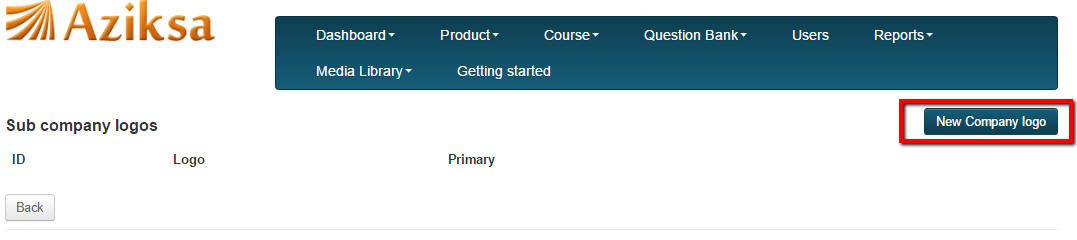 Aziksa
Dashboard Product Course Question Bank Users Reports
Media Library Getting started
Sub company logos
New Company logo
ID Logo Primary
Back